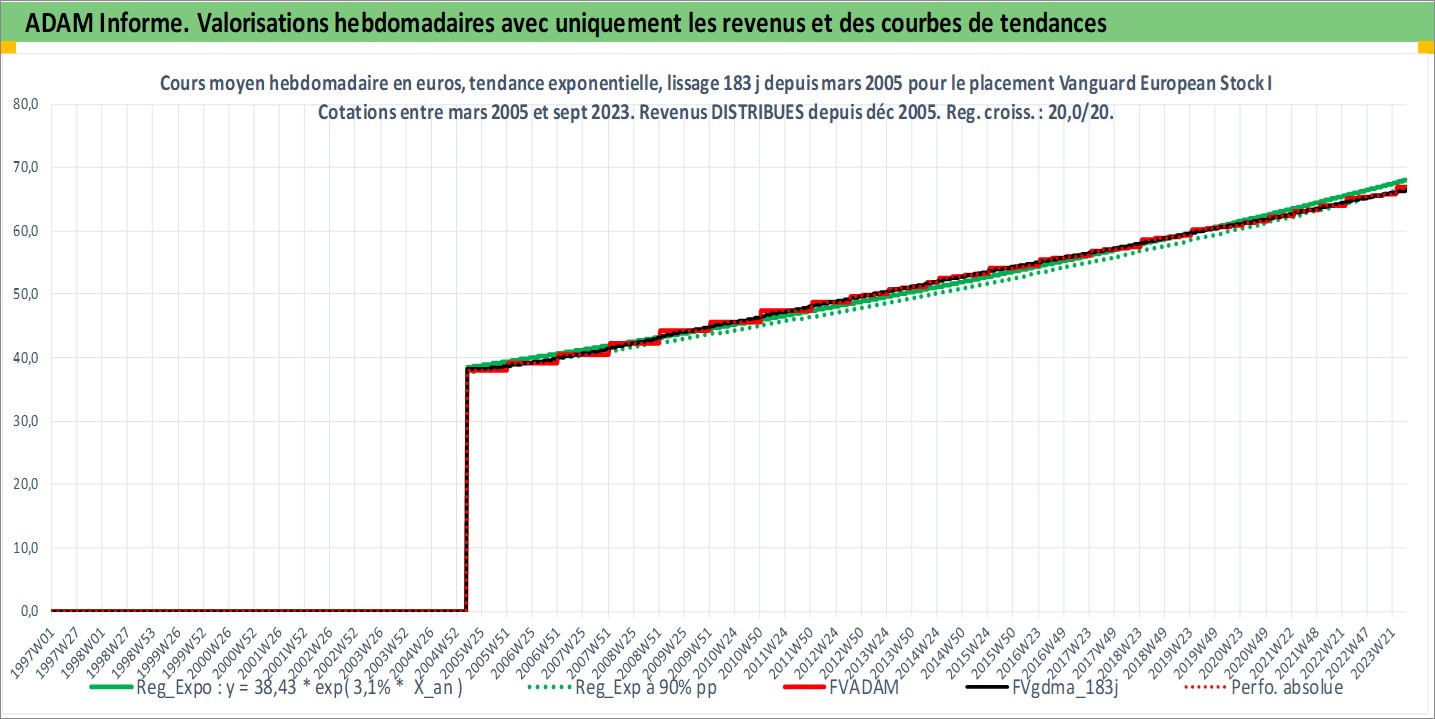 ADAM Informe. Valorisations hebdomadaires avec uniquement les revenus et des courbes de tendances
Cours moyen hebdomadaire en euros, tendance exponentielle, lissage 183 j depuis mars 2005 pour le placement Vanguard European Stock I
Cotations entre mars 2005 et sept 2023. Revenus DISTRIBUES depuis déc 2005. Reg. croiss. : 20,0/20.
80,0
70,0
60,0
50,0
40,0
30,0
20,0
10,0
0,0
1997W01
1997W27
1998W01
1998W27
1998W53
1999W26
1999W52
2000W26
2000W52
2001W26
2001W52
2002W26
2002W52
2003W26
2003W52
2004W26
2004W52
2005W25
2005W51
2006W25
2006W51
2007W25
2007W51
2008W25
2008W51
2009W25
2009W51
2010W24
2010W50
2011W24
2011W50
2012W24
2012W50
2013W24
2013W50
2014W24
2014W50
2015W24
2015W50
2016W23
2016W49
2017W23
2017W49
2018W23
2018W49
2019W23
2019W49
2020W23
2020W49
2021W22
2021W48
2022W21
2022W47
2023W21
Reg_Expo : y = 38,43 * exp( 3,1% * X_an )
Reg_Exp à 90% pp
FVADAM
FVgdma_183j
Perfo. absolue